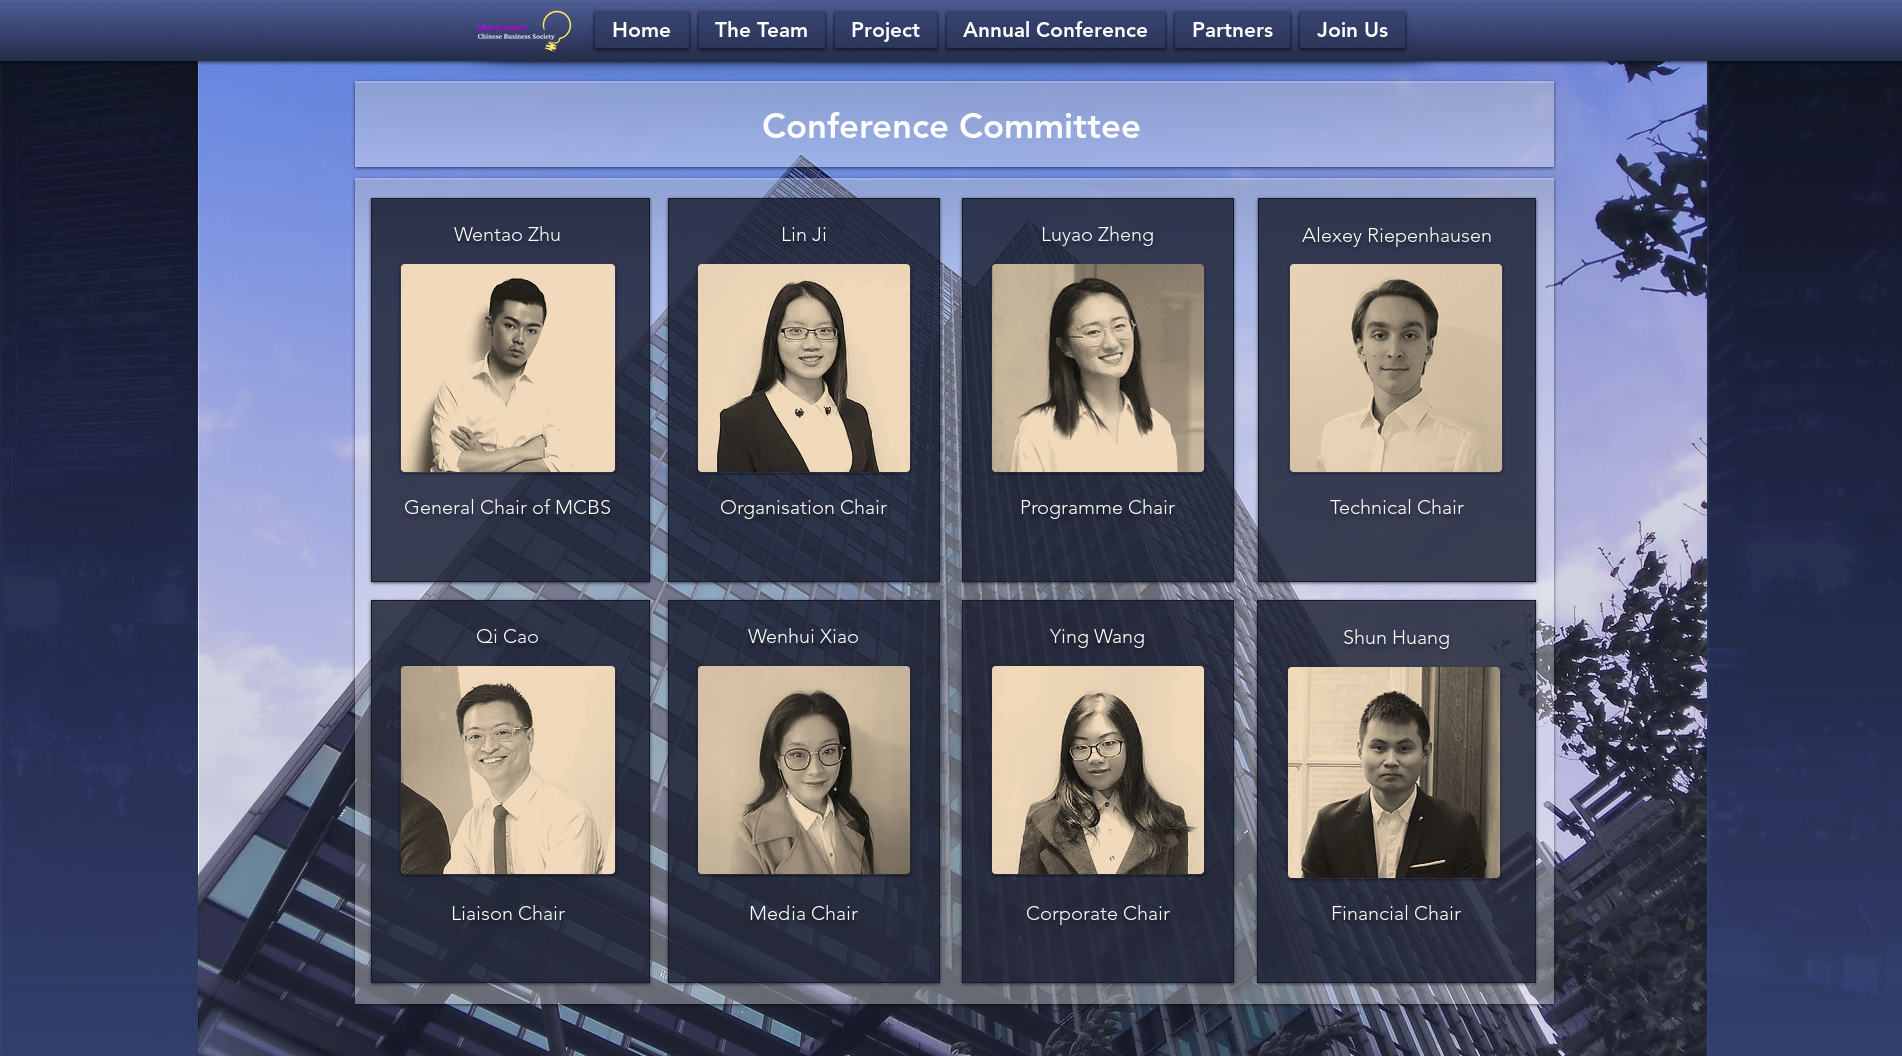 Manchester
Chinese Business Society
Home
The Team
Project
Annual Conference
Partners
Join Us
Conference Committee
Wentao Zhu
Lin Ji
Luyao Zheng
Alexey Riepenhausen
General Chair of MCBS
Organisation Chair
Programme Chair
Technical Chair
Qi Cao
Wenhui Xiao
Ying Wang
Shun Huang
Liaison Chair
Media Chair
Corporate Chair
Financial Chair